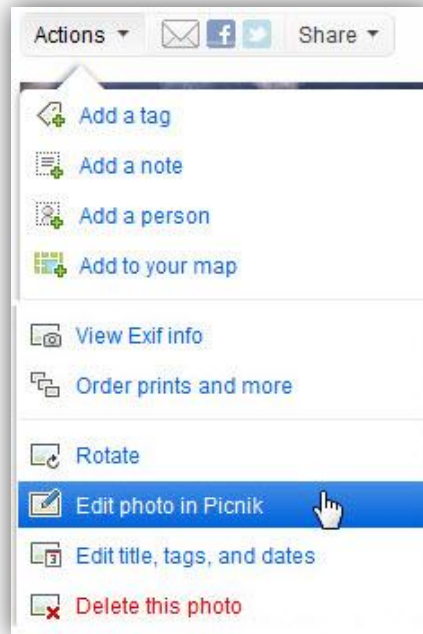 Actions Share
Add a tag
Add a note
Add a person
Add to your map
View Exif info
Order prints and more
Rotate
Edit photo in Picnik
Edit title, tags, and dates
Delete this photo